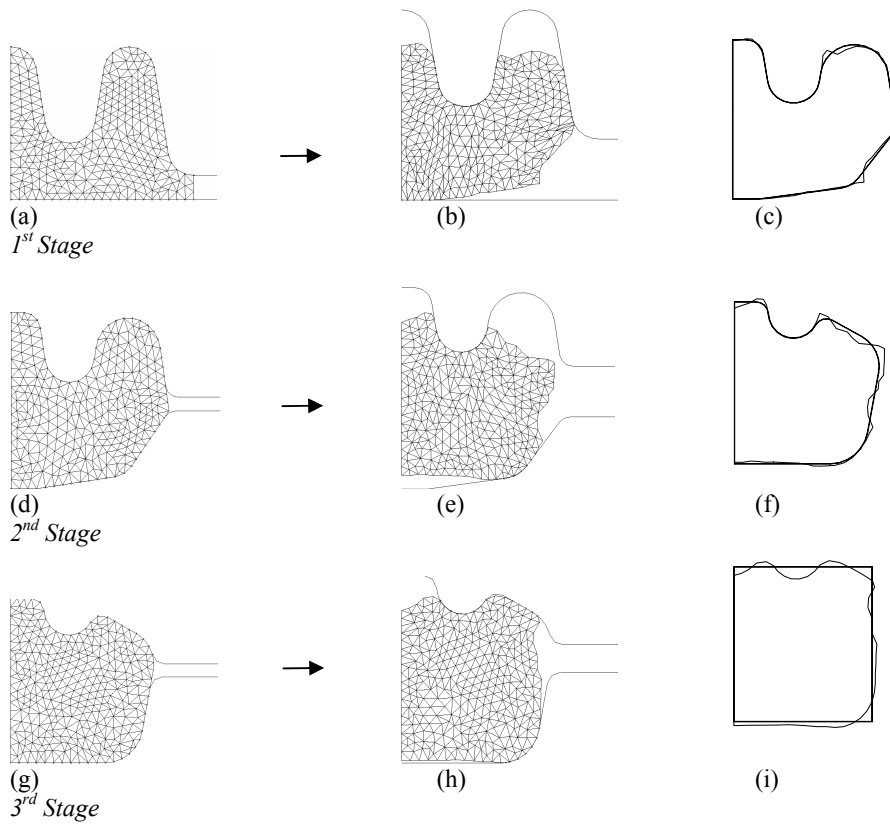 (a) (b) (c)
1st Stage
(d) (e) (f)
2nd Stage
(g) (h) (i)
3rd Stage